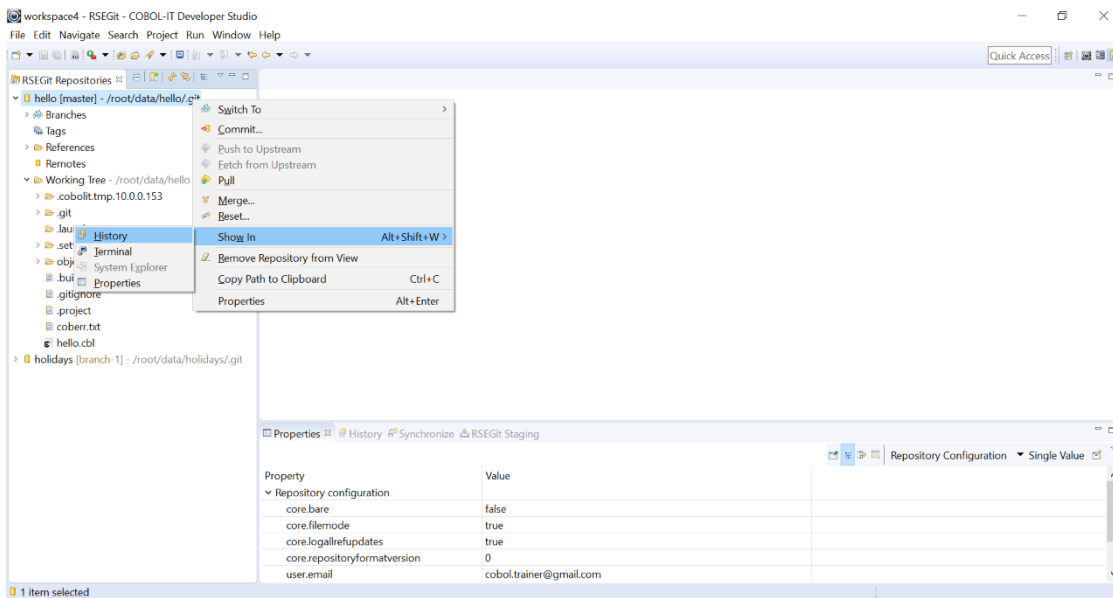 workspace4 - RSEGit - COBOL-IT Developer Studio
File Edit Navigate Search Project Run Window Help
Quick Access
RSEGit Repositories
hello [master] - /root/data/hello/.git
Branches
Tags
References
Remotes
Working Tree - /root/data/hello
.cobolit.tmp.10.0.0.153
.git
.lau
.set
obj
.bui
.gitignore
.project
coberr.txt
hello.cbl
holidays [branch-1] - /root/data/holidays/.git
Switch To
Commit...
Push to Upstream
Fetch from Upstream
Pull
Merge...
Reset...
Show In Alt+Shift+W
Remove Repository from View
Copy Path to Clipboard Ctrl+C
Properties Alt+Enter
History
Terminal
System Explorer
Properties
Properties History Synchronize RSEGit Staging
Repository Configuration Single Value
Property Value
Repository configuration
core.bare false
core.filemode true
core.logallrefupdates true
core.repositoryformatversion 0
user.email cobol.trainer@gmail.com
1 item selected